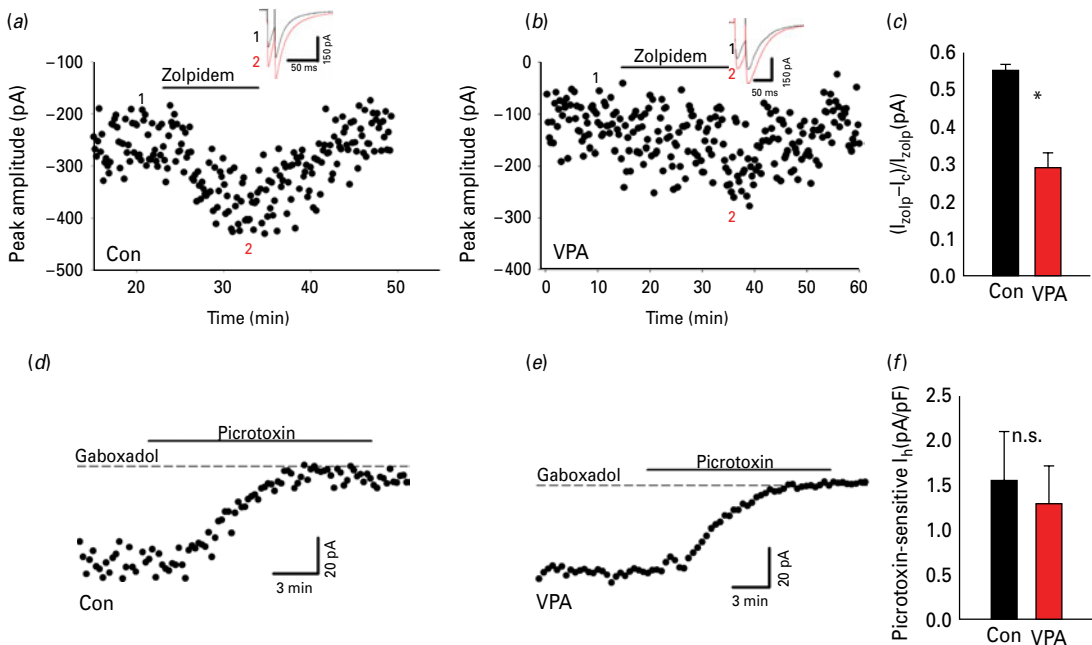 (a)
1
2
50 ms
150 pA
Zolpidem
1
2
Con
Peak amplitude (pA)
−100
−200
−300
−400
−500
20
30
40
50
Time (min)
(b)
1
2
50 ms
150 pA
Zolpidem
1
2
VPA
Peak amplitude (pA)
0
−100
−200
−300
−400
0
10
20
30
40
50
60
Time (min)
(c)
(Izolp−Ic)/Izolp(pA)
0.6
0.5
0.4
0.3
0.2
0.1
0.0
*
Con
VPA
(d)
Picrotoxin
Gaboxadol
20 pA
3 min
Con
(e)
Picrotoxin
Gaboxadol
20 pA
3 min
VPA
(f)
Picrotoxin-sensitive Ih(pA/pF)
2.5
2.0
1.5
1.0
0.5
0.0
n.s.
Con
VPA